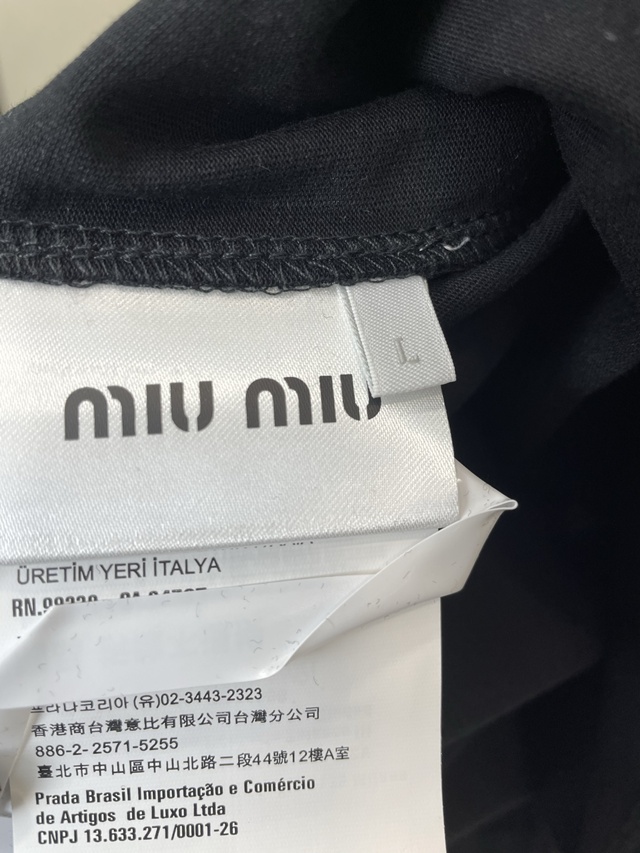 L
miu miu
ÜRETİM YERİ İTALYA
프라다코리아 (유)02-3443-2323
香港商台灣意比有限公司台灣分公司
886-2- 2571-5255
臺北市中山區中山北路二段44號12樓A室
Prada Brasil Importação e Comércio
de Artigos de Luxo Ltda
CNPJ 13.633.271/0001-26